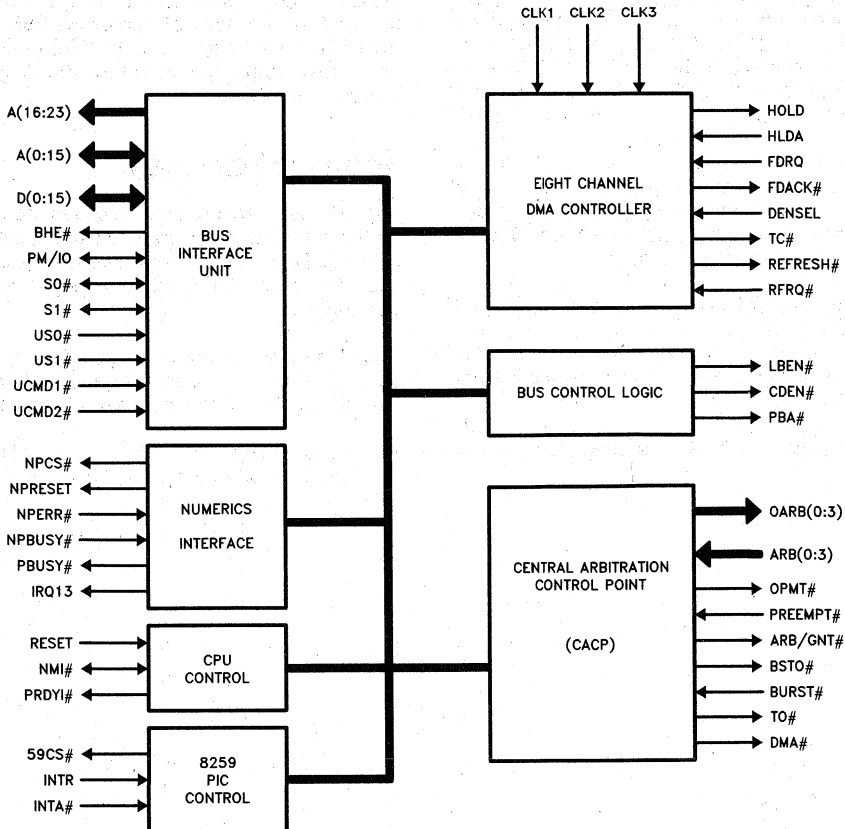 CLK1 CLK2 CLK3
A(16:23)
A(0:15)
D(0:15)
BHE#
PM/IO
S0#
S1#
US0#
US1#
UCMD1#
UCMD2#
BUS
INTERFACE
UNIT
EIGHT CHANNEL
DMA CONTROLLER
HOLD
HLDA
FDRQ
FDACK#
DENSEL
TC#
REFRESH#
RFRQ#
BUS CONTROL LOGIC
LBEN#
CDEN#
PBA#
NPCS#
NPRESET
NPERR#
NPBUSY#
PBUSY#
IRQ13
NUMERICS
INTERFACE
CENTRAL ARBITRATION
CONTROL POINT
(CACP)
OARB(0:3)
ARB(0:3)
OPMT#
PREEMPT#
ARB/GNT#
BSTO#
BURST#
TO#
DMA#
RESET
NMI#
PRDYI#
CPU
CONTROL
59CS#
INTR
INTA#
8259
PIC
CONTROL